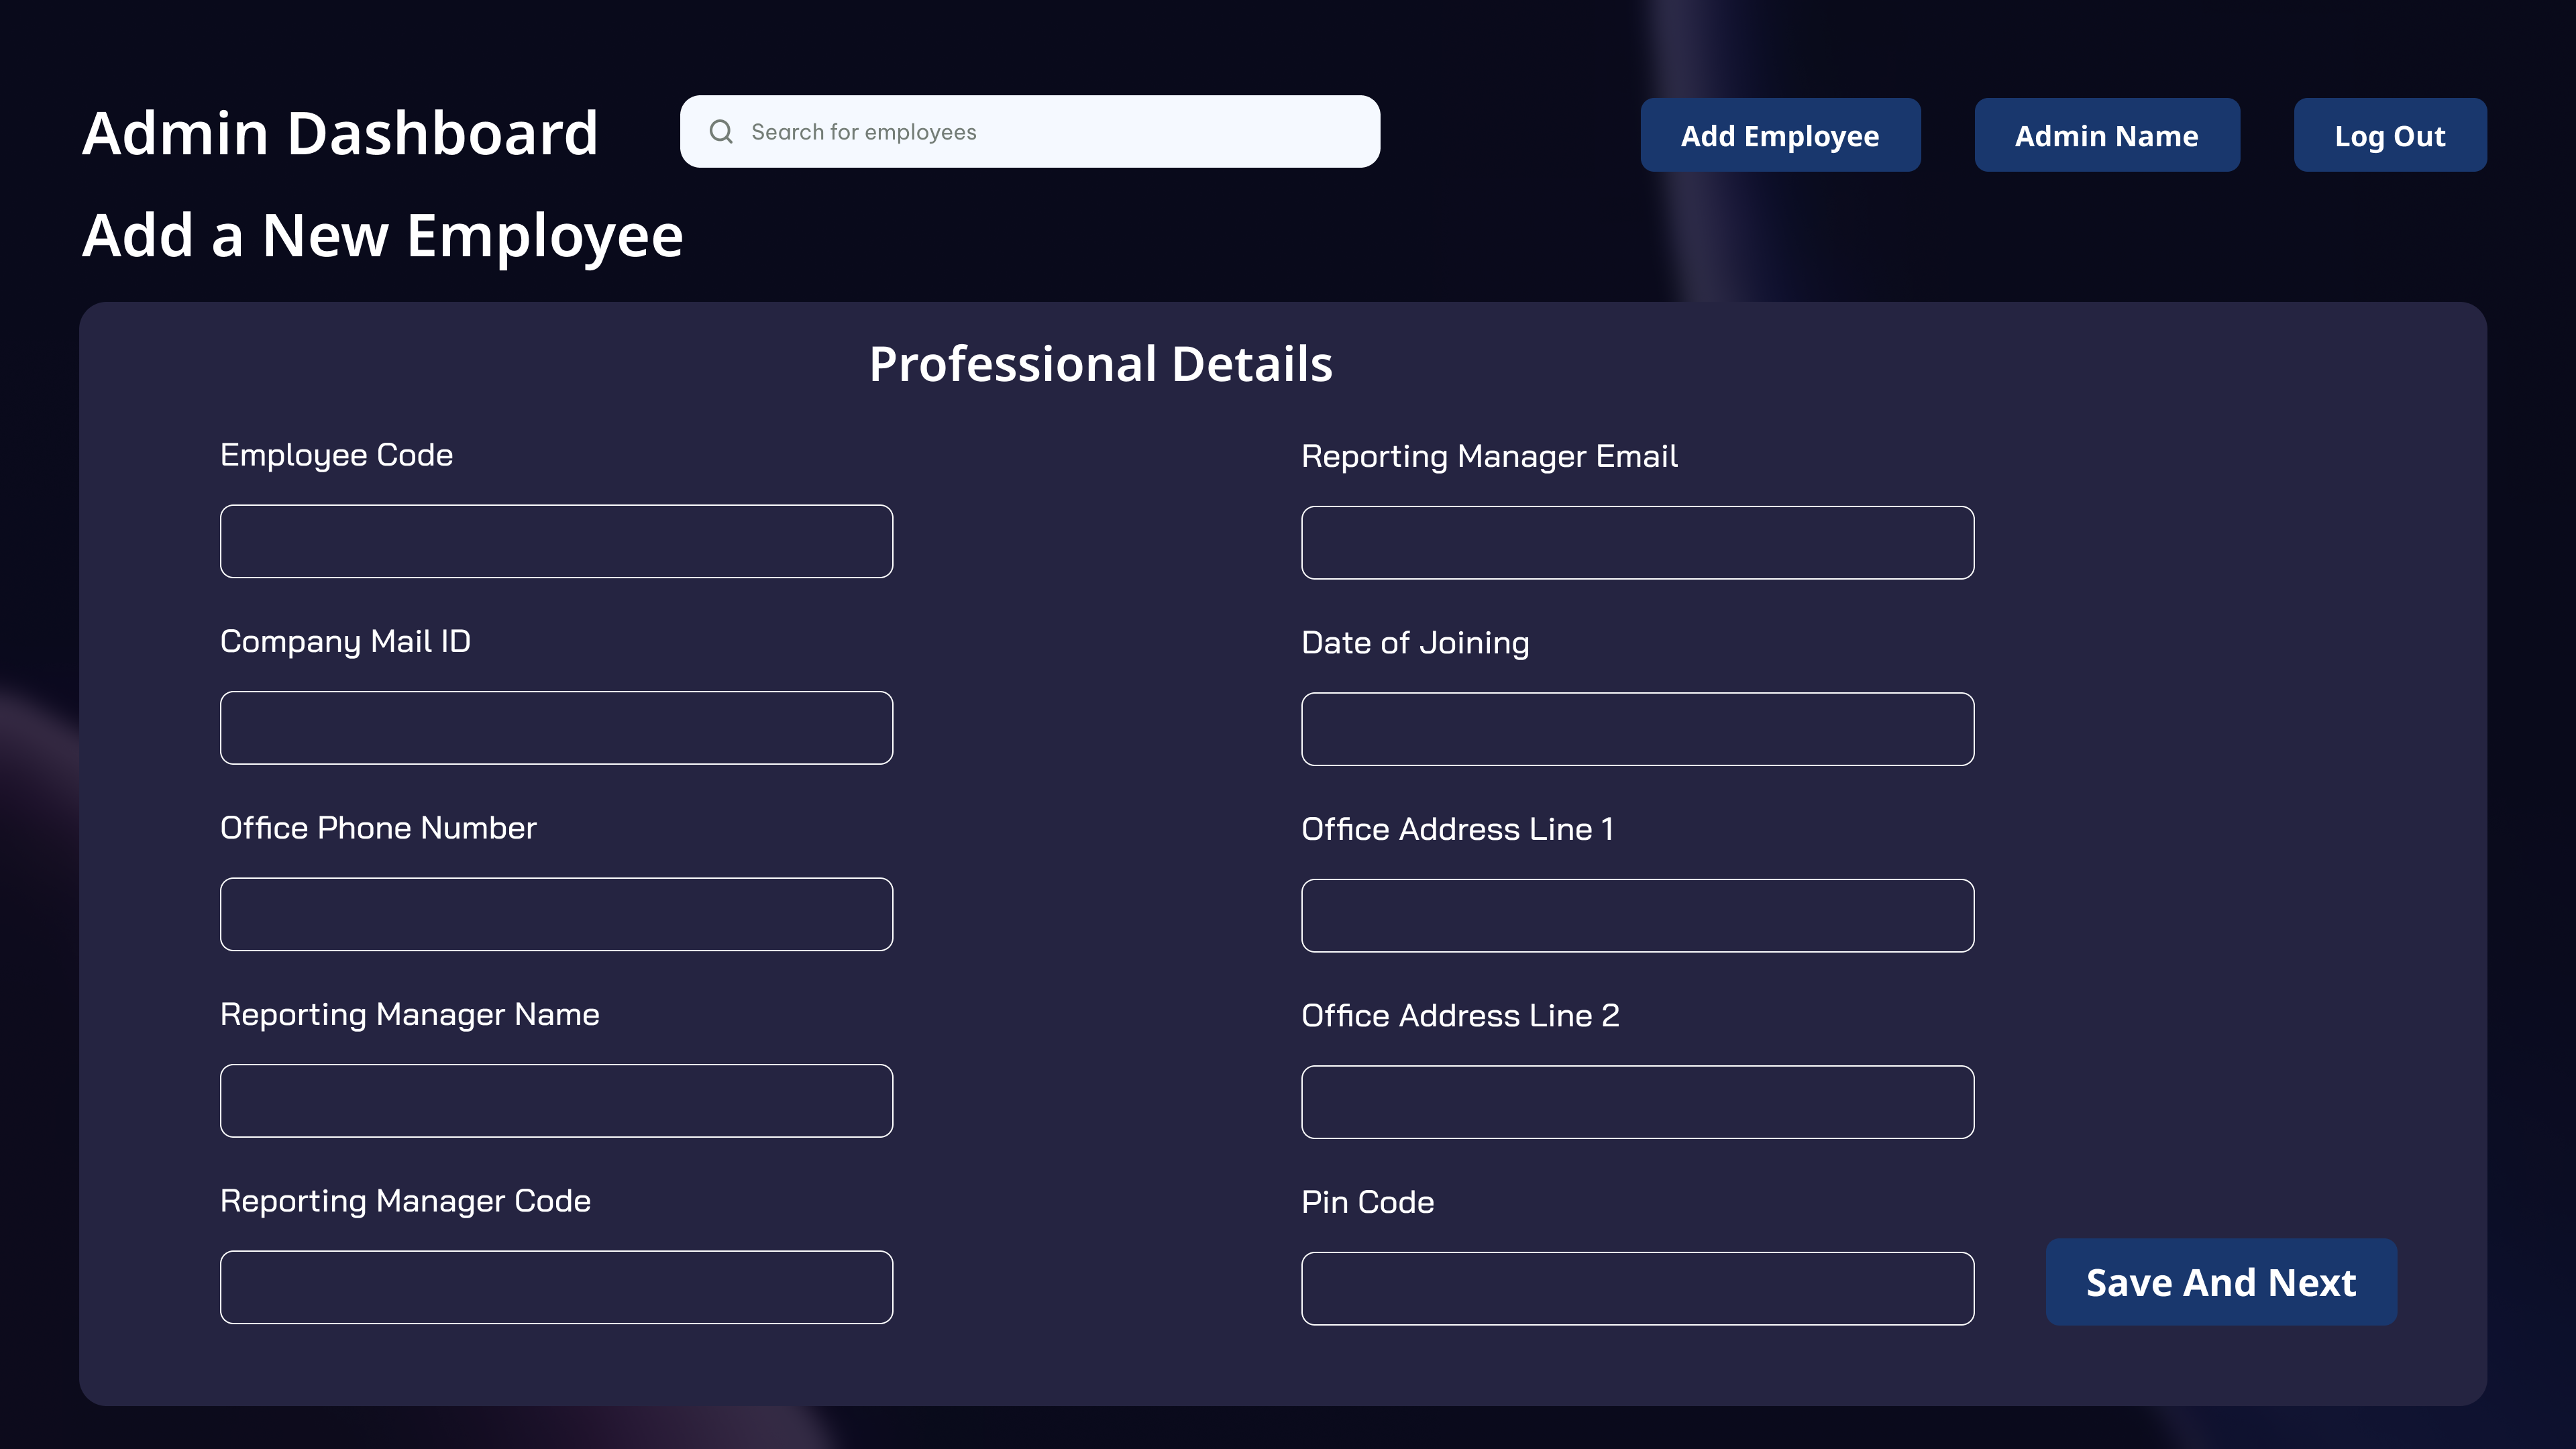 Admin Dashboard
Search for employees
Add Employee
Admin Name
Log Out
Add a New Employee
Professional Details
Employee Code
Company Mail ID
Office Phone Number
Reporting Manager Name
Reporting Manager Code
Reporting Manager Email
Date of Joining
Office Address Line 1
Office Address Line 2
Pin Code
Save And Next